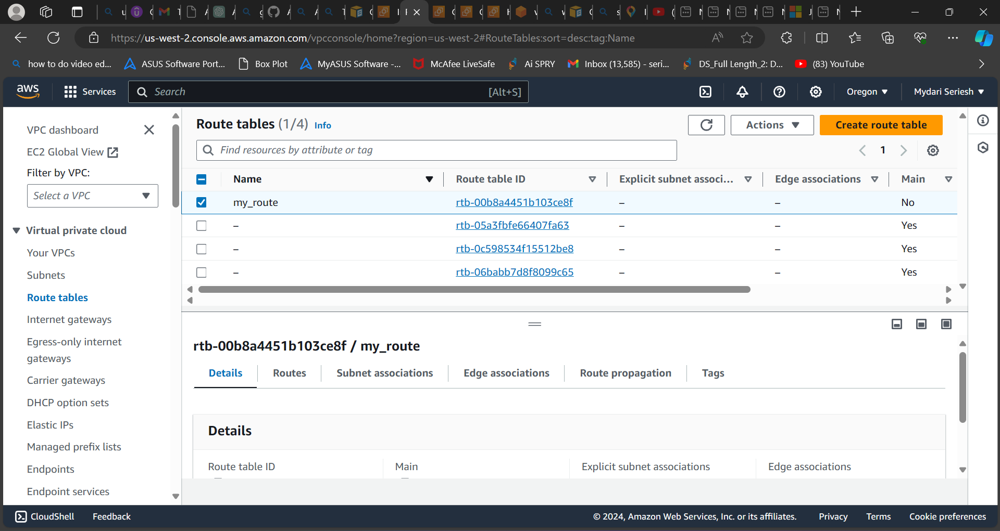 https://us-west-2.console.aws.amazon.com/vpcconsole/home?region=us-west-2#RouteTables:sort=desc:tag:Name
how to do video ed...
ASUS Software Port...
Box Plot
MyASUS Software -...
McAfee LiveSafe
Ai SPRY
Inbox (13,585) - seri...
DS_Full Length_2: D...
(83) YouTube
aws
Services
Search
[Alt+S]
Oregon
Mydari Seriesh
VPC dashboard
EC2 Global View
Filter by VPC:
Select a VPC
Virtual private cloud
Your VPCs
Subnets
Route tables
Internet gateways
Egress-only internet
gateways
Carrier gateways
DHCP option sets
Elastic IPs
Managed prefix lists
Endpoints
Endpoint services
Route tables (1/4) Info
Actions
Create route table
Find resources by attribute or tag
1
Name Route table ID Explicit subnet associ... Edge associations Main
my_route rtb-00b8a4451b103ce8f – – No
– rtb-05a3fbfe66407fa63 – – Yes
– rtb-0c598534f15512be8 – – Yes
– rtb-06babb7d8f8099c65 – – Yes
rtb-00b8a4451b103ce8f / my_route
Details Routes Subnet associations Edge associations Route propagation Tags
Details
Route table ID Main Explicit subnet associations Edge associations
CloudShell Feedback © 2024, Amazon Web Services, Inc. or its affiliates. Privacy Terms Cookie preferences